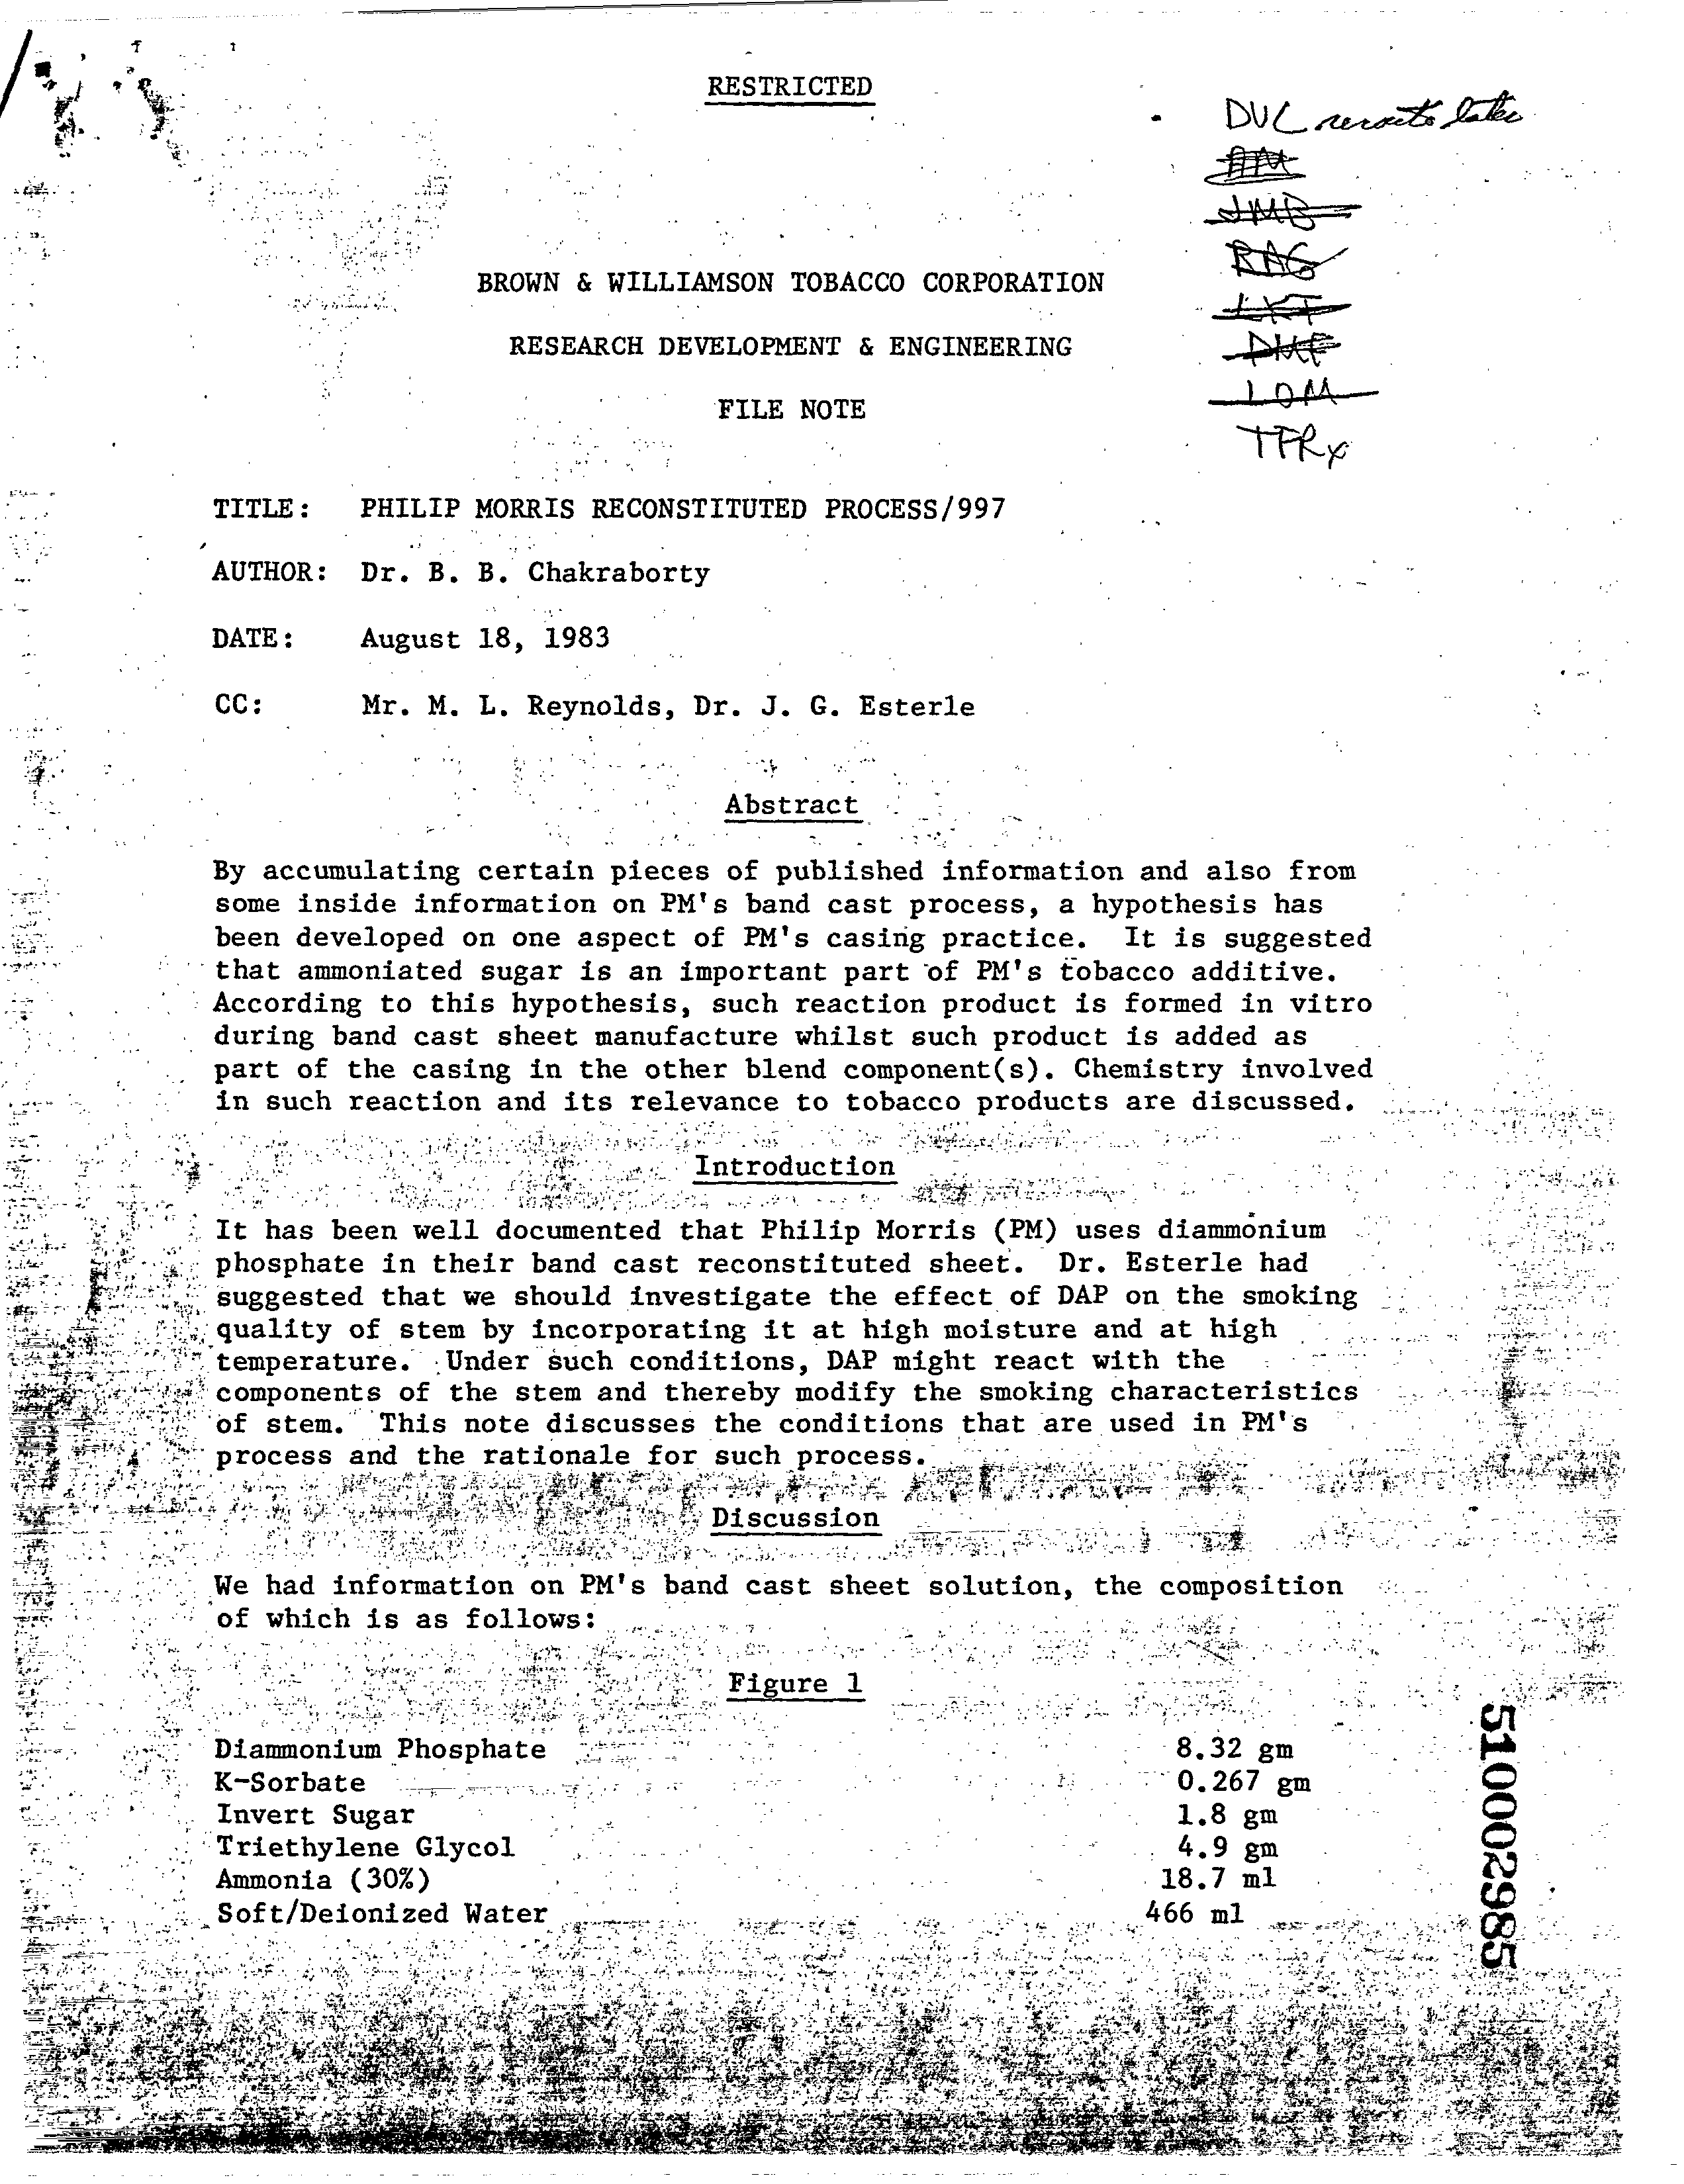 RESTRICTED
DVL reroute later
JMB
RAG
LKT
DMF
LOM
TFRx
BROWN & WILLIAMSON TOBACCO CORPORATION
RESEARCH DEVELOPMENT & ENGINEERING
FILE NOTE
TITLE: PHILIP MORRIS RECONSTITUTED PROCESS/997
AUTHOR: Dr. B. B. Chakraborty
DATE: August 18, 1983
CC: Mr. M. L. Reynolds, Dr. J. G. Esterle
Abstract
By accumulating certain pieces of published information and also from
some inside information on PM's band cast process, a hypothesis has
been developed on one aspect of PM's casing practice. It is suggested
that ammoniated sugar is an important part of PM's tobacco additive.
According to this hypothesis, such reaction product is formed in vitro
during band cast sheet manufacture whilst such product is added as
part of the casing in the other blend component(s). Chemistry involved
in such reaction and its relevance to tobacco products are discussed.
Introduction
It has been well documented that Philip Morris (PM) uses diammonium
phosphate in their band cast reconstituted sheet. Dr. Esterle had
suggested that we should investigate the effect of DAP on the smoking
quality of stem by incorporating it at high moisture and at high
temperature. Under such conditions, DAP might react with the
components of the stem and thereby modify the smoking characteristics
of stem. This note discusses the conditions that are used in PM's
process and the rationale for such process.
Discussion
We had information on PM's band cast sheet solution, the composition
of which is as follows:
Figure 1
Diammonium Phosphate 8.32 gm
K-Sorbate 0.267 gm
Invert Sugar 1.8 gm
Triethylene Glycol 4.9 gm
Ammonia (30%) 18.7 ml
Soft/Deionized Water 466 ml
510002985